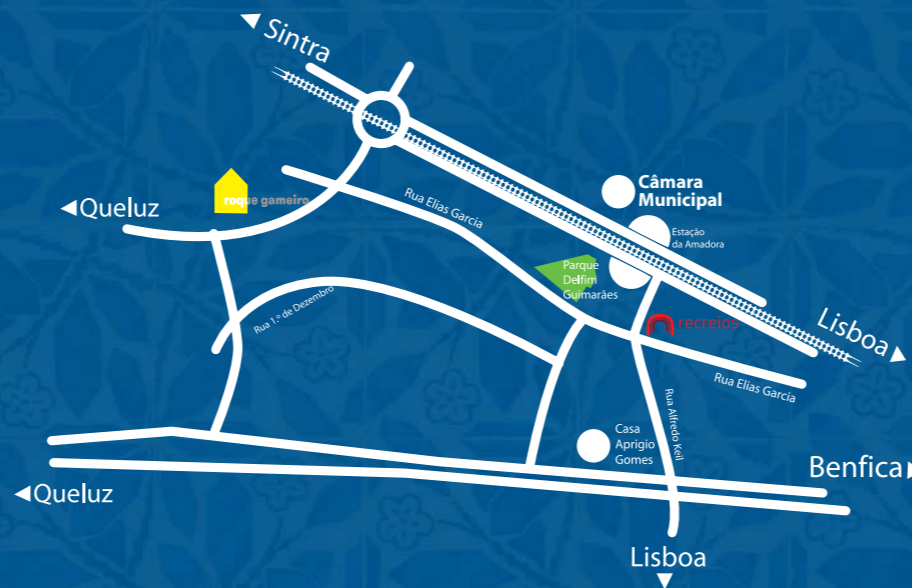 Sintra
Câmara
Municipal
Queluz
roque gameiro
Rua Elias Garcia
Estação
da Amadora
Parque
Delfim
Guimarães
Rua 1.º de Dezembro
recreios
Lisboa
Rua Elias Garcia
Rua Alfredo Keil
Casa
Aprigio
Gomes
Benfica
Queluz
Lisboa